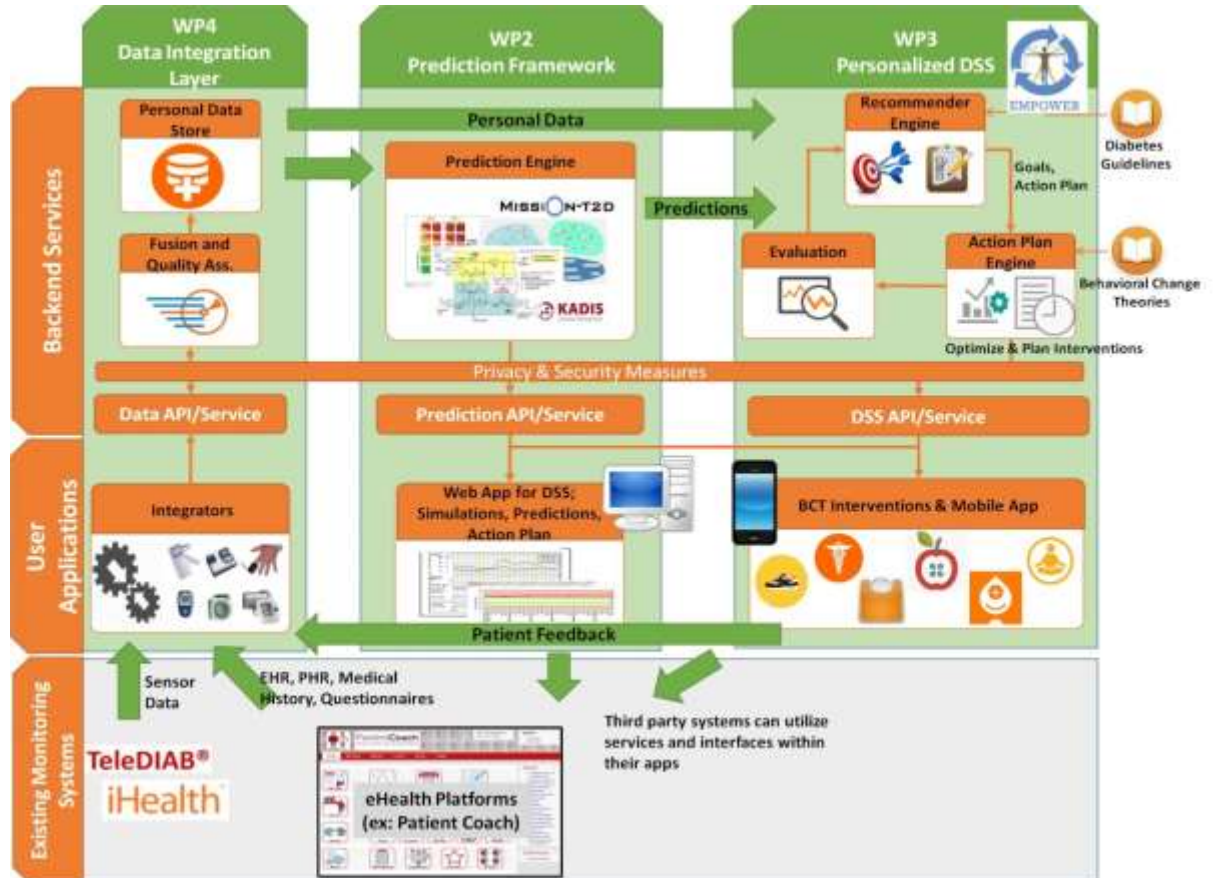 WP4
Data Integration
Layer
WP2
Prediction Framework
WP3
Personalized DSS
EMPOWER
Backend Services
Personal Data
Store
Personal Data
Recommender
Engine
Diabetes
Guidelines
Prediction Engine
MISSION-T2D
KADIS
Predictions
Goals,
Action Plan
Fusion and
Quality Ass.
Evaluation
Action Plan
Engine
Behavioral Change
Theories
Optimize & Plan Interventions
Privacy & Security Measures
Data API/Service
Prediction API/Service
DSS API/Service
User
Applications
Integrators
Web App for DSS;
Simulations, Predictions,
Action Plan
BCT Interventions & Mobile App
Patient Feedback
Existing Monitoring
Systems
Sensor
Data
EHR, PHR, Medical
History, Questionnaires
Third party systems can utilize
services and interfaces within
their apps
TeleDIAB®
iHealth
PatientCoach
eHealth Platforms
(ex: Patient Coach)